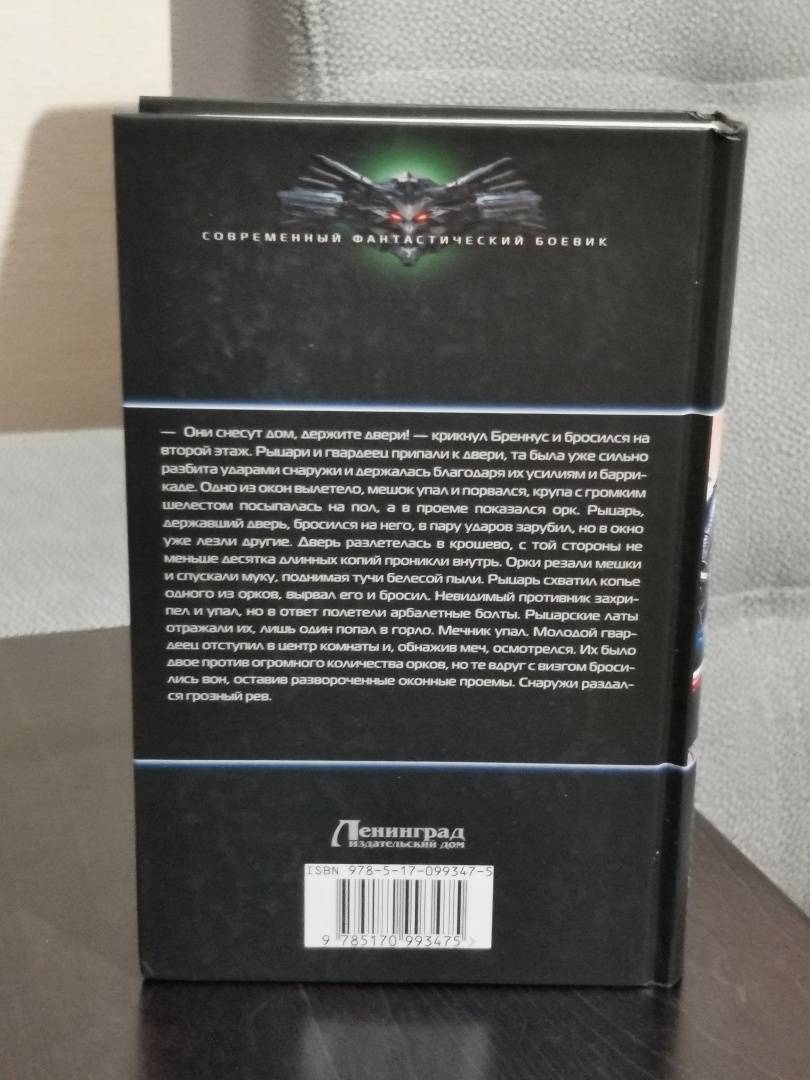 СОВРЕМЕННЫЙ ФАНТАСТИЧЕСКИЙ БОЕВИК
— Они снесут дом, держите двери! — крикнул Бреннус и бросился на
второй этаж. Рыцари и гвардеец припали к двери, та была уже сильно
разбита ударами снаружи и держалась благодаря их усилиям и барри-
каде. Одно из окон вылетело, мешок упал и порвался, крупа с громким
шелестом посыпалась на пол, а в проеме показался орк. Рыцарь,
державший дверь, бросился на него, в пару ударов зарубил, но в окно
уже лезли другие. Дверь разлетелась в крошево, с той стороны не
меньше десятка длинных копий проникли внутрь. Орки резали мешки
и спускали муку, поднимая тучи белесой пыли. Рыцарь схватил копье
одного из орков, вырвал его и бросил. Невидимый противник захри-
пел и упал, но в ответ полетели арбалетные болты. Рыцарские латы
отражали их, лишь один попал в горло. Мечник упал. Молодой гвар-
деец отступил в центр комнаты и, обнажив меч, осмотрелся. Их было
двое против огромного количества орков, но те вдруг с визгом броси-
лись вон, оставив развороченные оконные проемы. Снаружи раздал-
ся грозный рев.
Ленинград
издательский дом
ISBN 978-5-17-099347-5
9 785170 993475 >